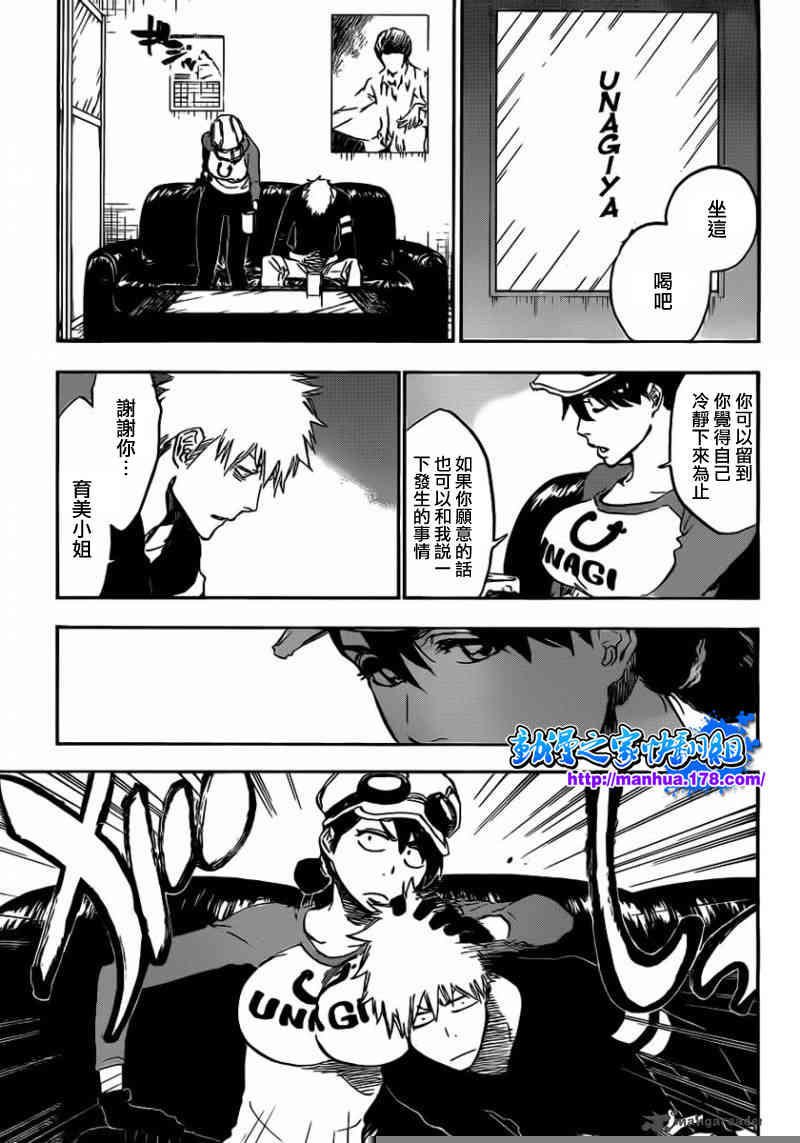 UNAGIYA
坐這
喝吧
你可以留到
你覺得自己
冷靜下來為止
UNAGI
如果你願意的話
也可以和我說一
下發生的事情
謝謝你…
育美小姐
動漫之家快翻組
http://manhua.178.com/
UNAGI
mangareader